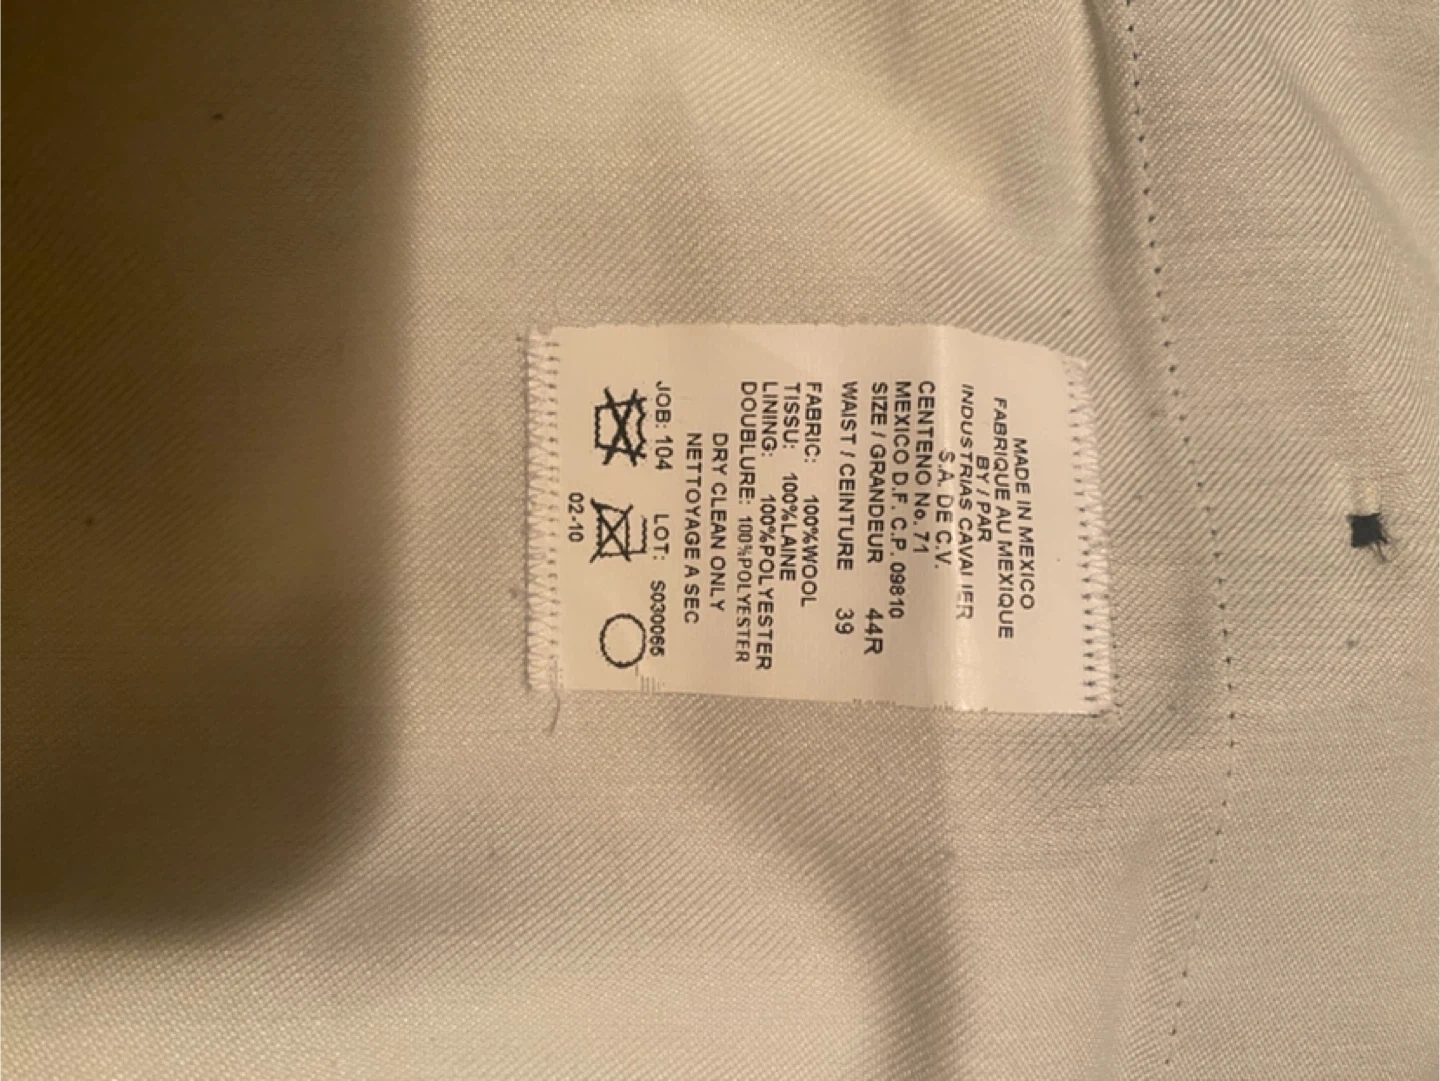 MADE IN MEXICO
FABRIQUE AU MEXIQUE
BY / PAR
INDUSTRIAS CAVALIER
S.A. DE C.V.
CENTENO No. 71
MEXICO D.F. C.P. 09810
SIZE / GRANDEUR 44R
WAIST / CEINTURE 39
FABRIC: 100%WOOL
TISSU: 100%LAINE
LINING: 100%POLYESTER
DOUBLURE: 100%POLYESTER
DRY CLEAN ONLY
NETTOYAGE A SEC
JOB: 104 LOT: S030065
02-10